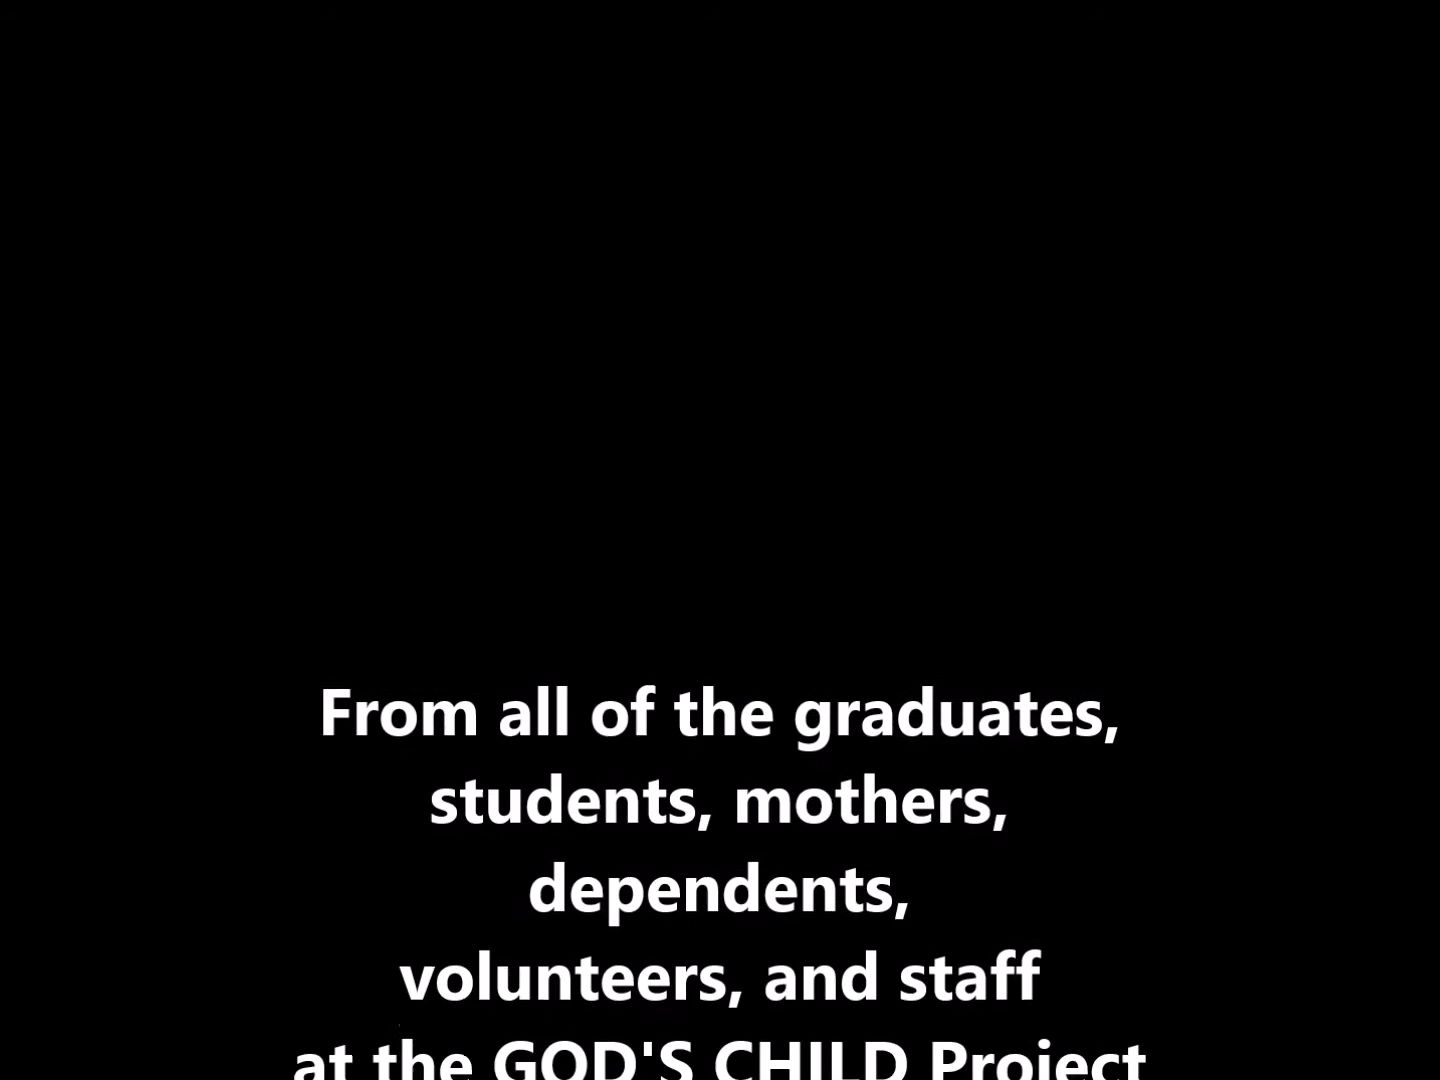 From all of the graduates,
students, mothers,
dependents,
volunteers, and staff
at the GOD'S CHILD Project